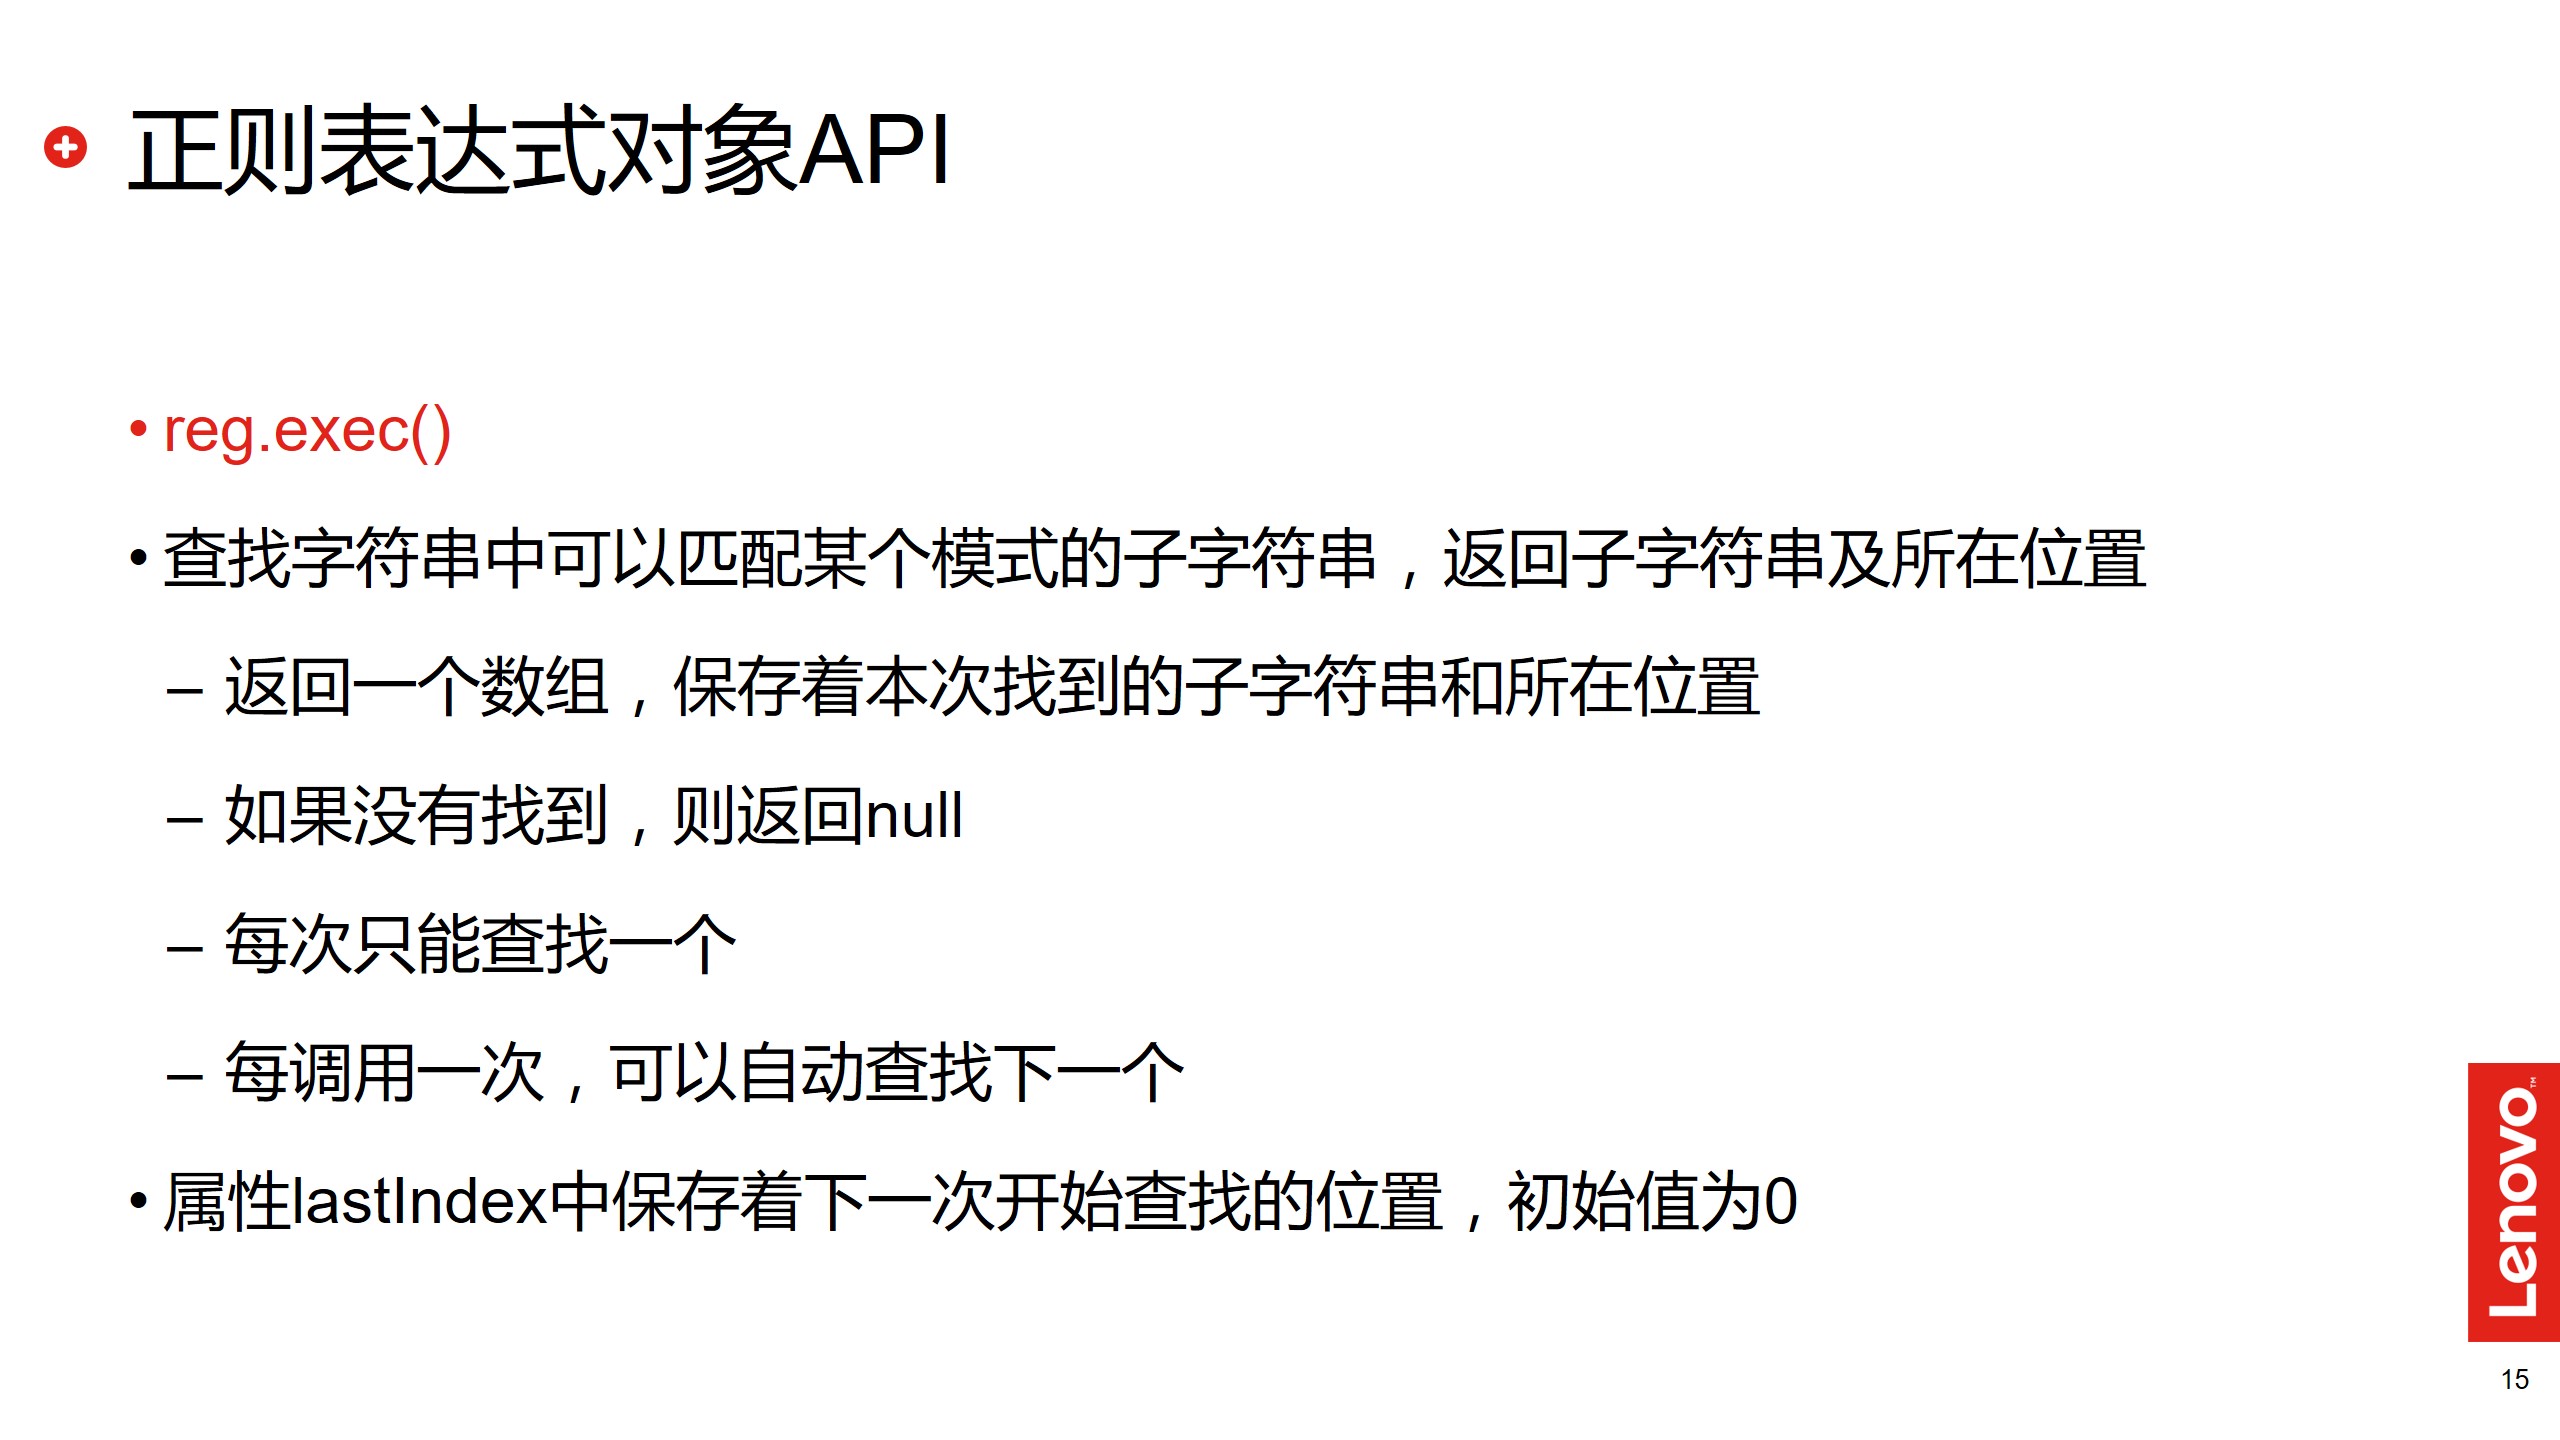 正则表达式对象API
• reg.exec()
• 查找字符串中可以匹配某个模式的子字符串，返回子字符串及所在位置
– 返回一个数组，保存着本次找到的子字符串和所在位置
– 如果没有找到，则返回null
– 每次只能查找一个
– 每调用一次，可以自动查找下一个
• 属性lastIndex中保存着下一次开始查找的位置，初始值为0
Lenovo™
15